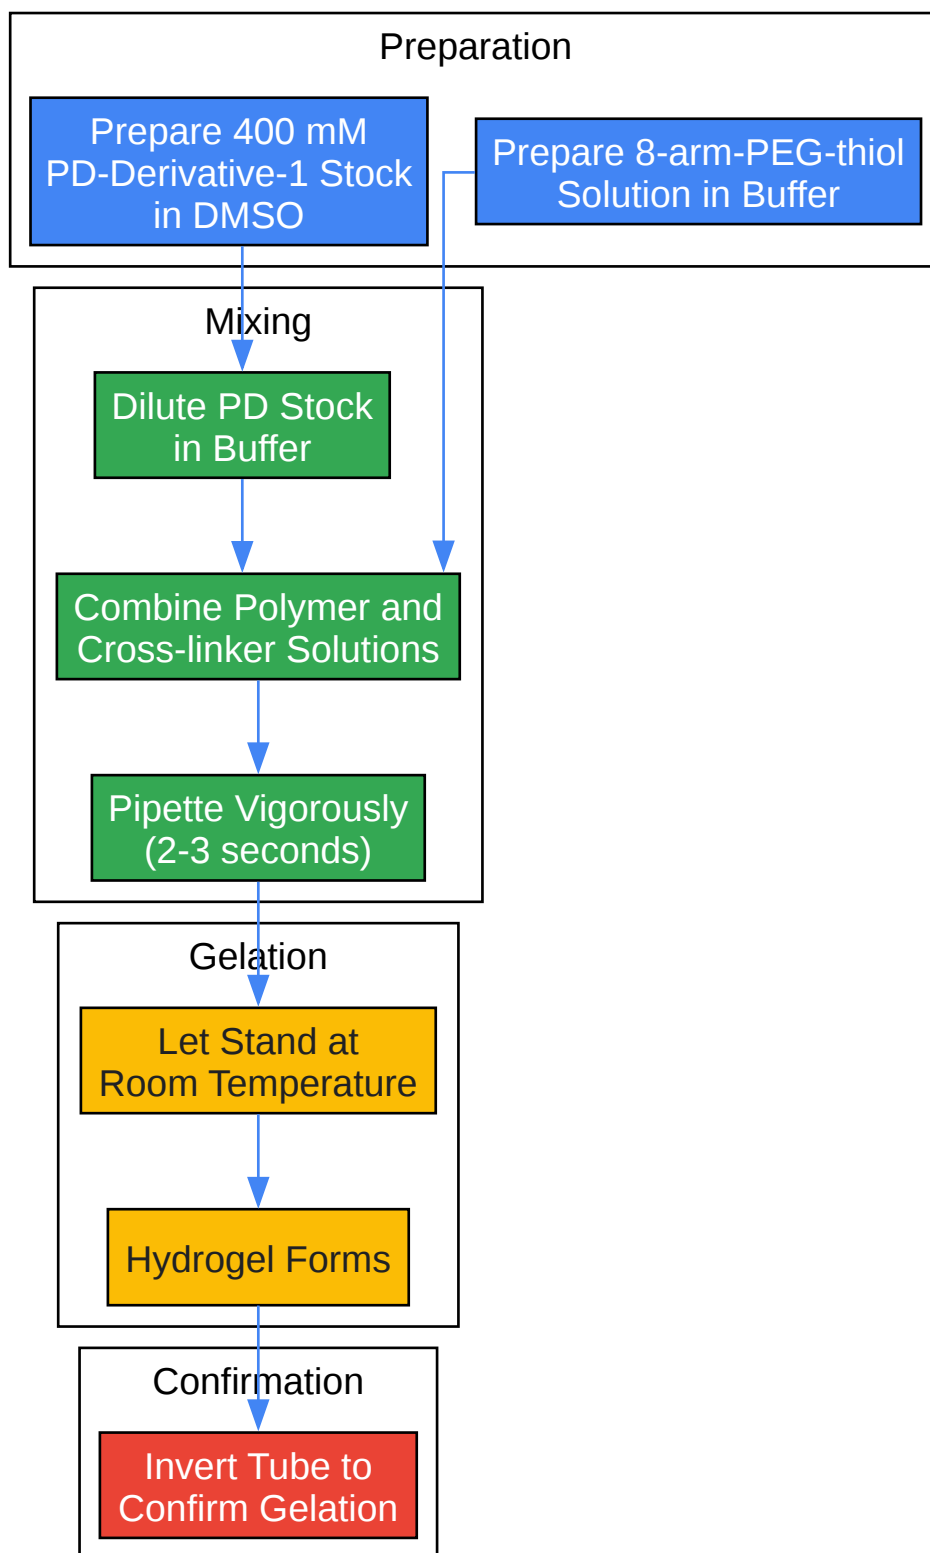 Preparation
Prepare 400 mM
PD-Derivative-1 Stock
in DMSO
Prepare 8-arm-PEG-thiol
Solution in Buffer
Mixing
Dilute PD Stock
in Buffer
Combine Polymer and
Cross-linker Solutions
Pipette Vigorously
(2-3 seconds)
Gelation
Let Stand at
Room Temperature
Hydrogel Forms
Confirmation
Invert Tube to
Confirm Gelation